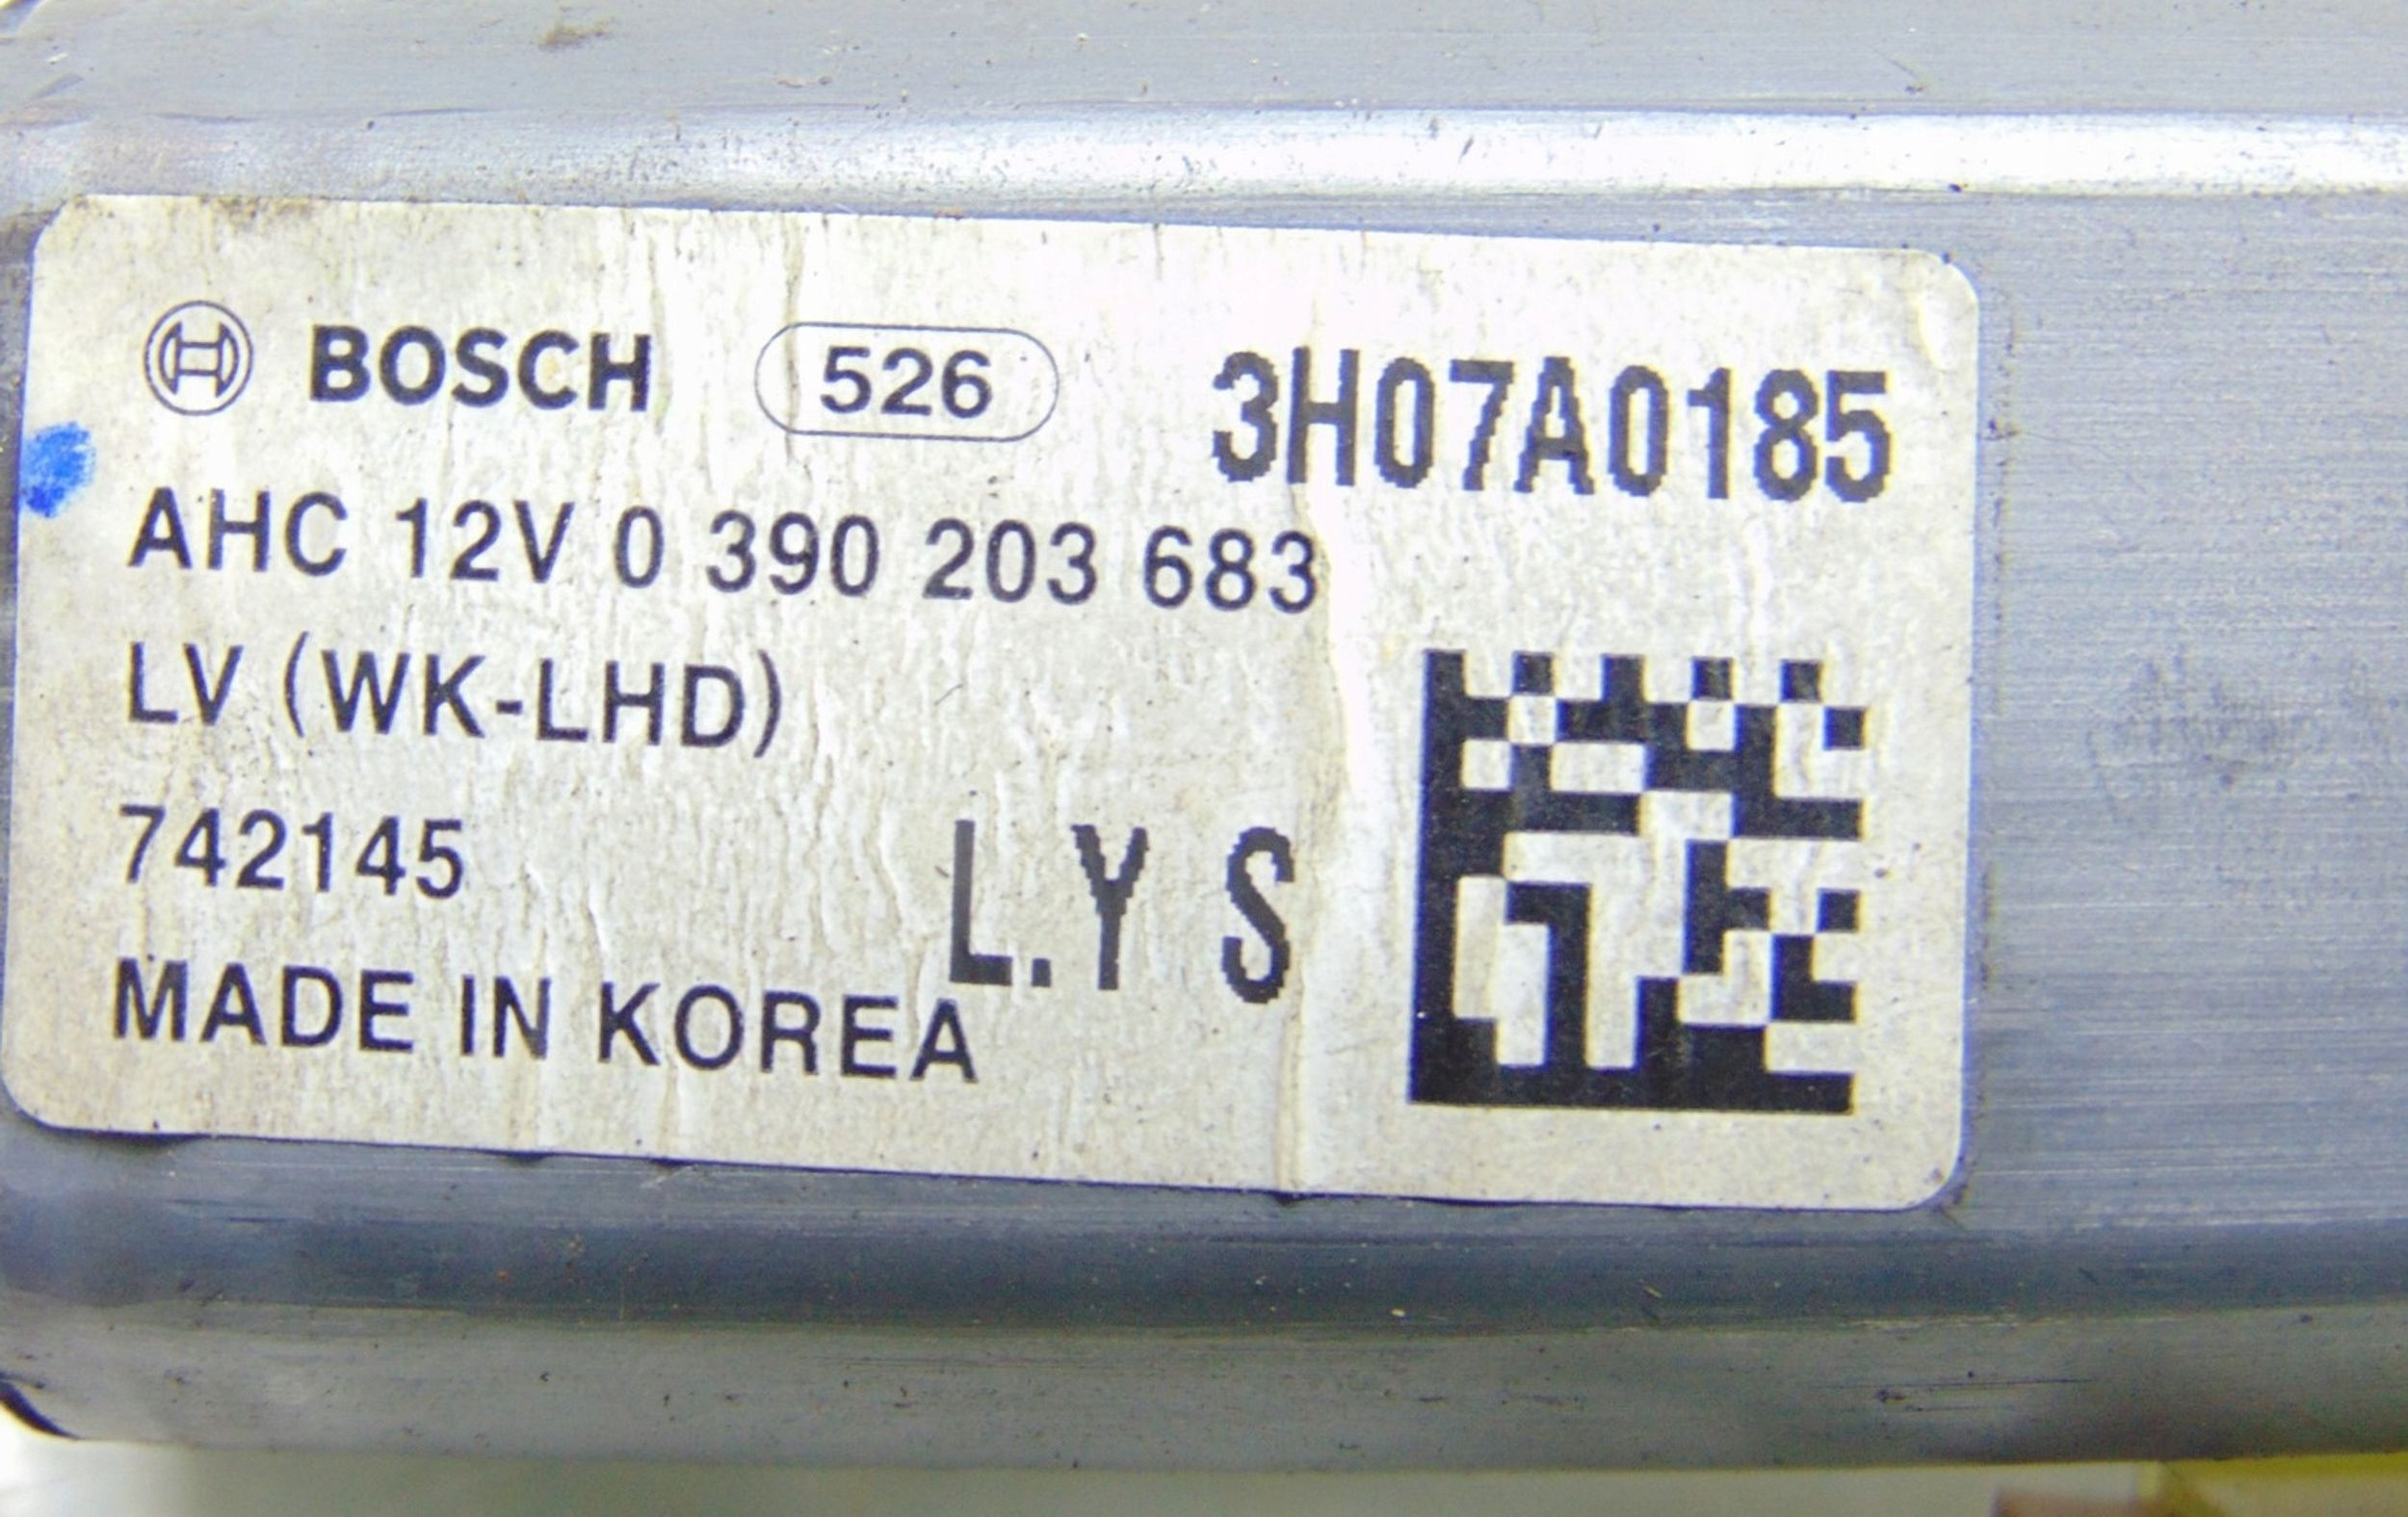 BOSCH 526 3H07A0185
AHC 12V 0 390 203 683
LV (WK-LHD)
742145 L.Y S
MADE IN KOREA